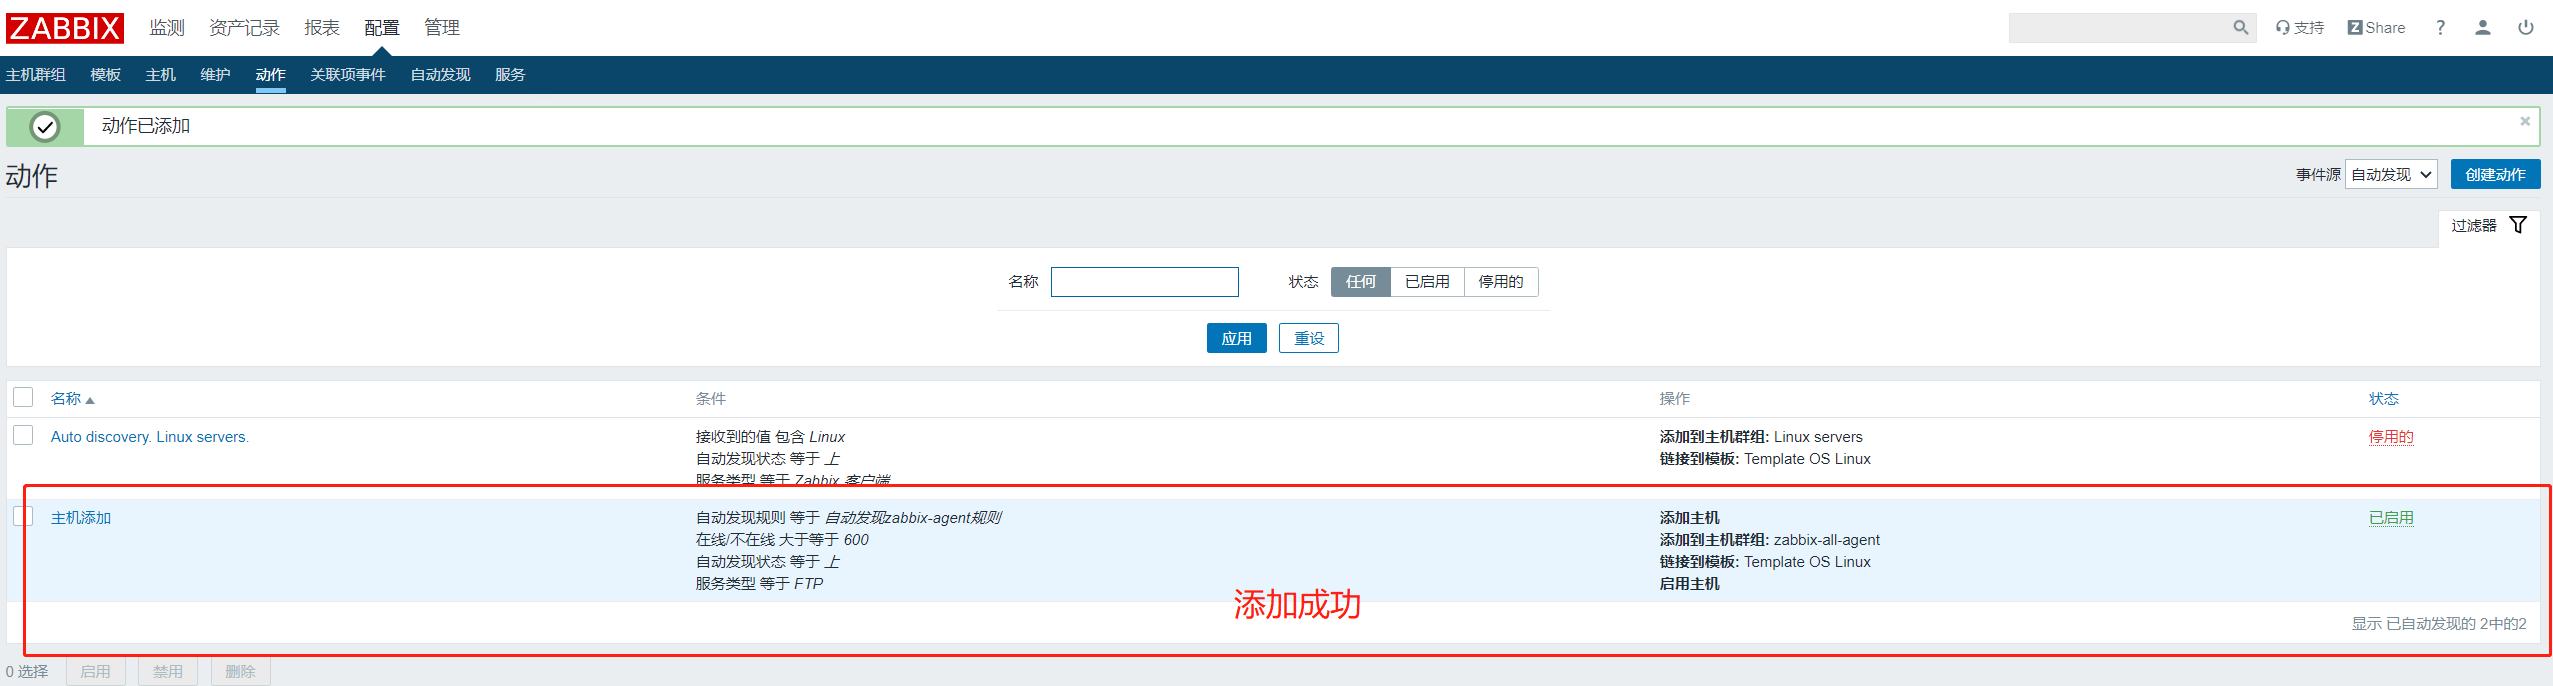 ZABBIX 监测 资产记录 报表 配置 管理 支持 Z Share ?
主机群组 模板 主机 维护 动作 关联项事件 自动发现 服务
动作已添加
动作 事件源 自动发现 创建动作
过滤器
名称 状态 任何 已启用 停用的
应用 重设
名称 条件 操作 状态
Auto discovery. Linux servers. 接收到的值 包含 Linux 添加到主机群组: Linux servers 停用的
自动发现状态 等于 上 链接到模板: Template OS Linux
服务类型 等于 Zabbix 客户端
主机添加 自动发现规则 等于 自动发现zabbix-agent规则 添加主机 已启用
在线/不在线 大于等于 600 添加到主机群组: zabbix-all-agent
自动发现状态 等于 上 链接到模板: Template OS Linux
服务类型 等于 FTP 启用主机
添加成功
显示 已自动发现的 2中的2
0 选择 启用 禁用 删除